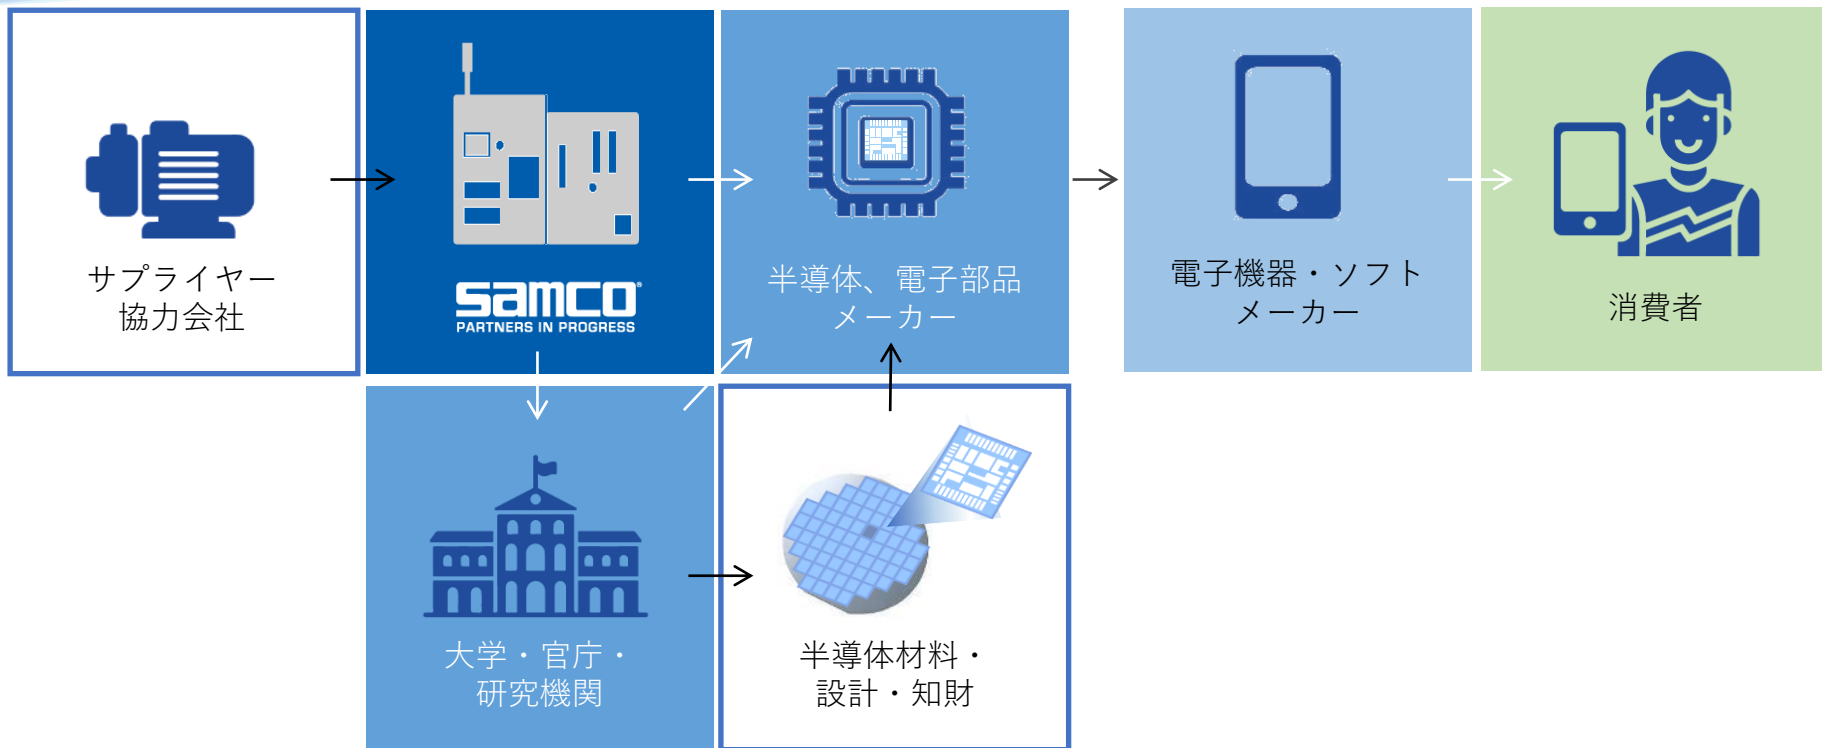 サプライヤー
協力会社
samco®
PARTNERS IN PROGRESS
半導体、電子部品
メーカー
電子機器・ソフト
メーカー
消費者
大学・官庁・
研究機関
半導体材料・
設計・知財